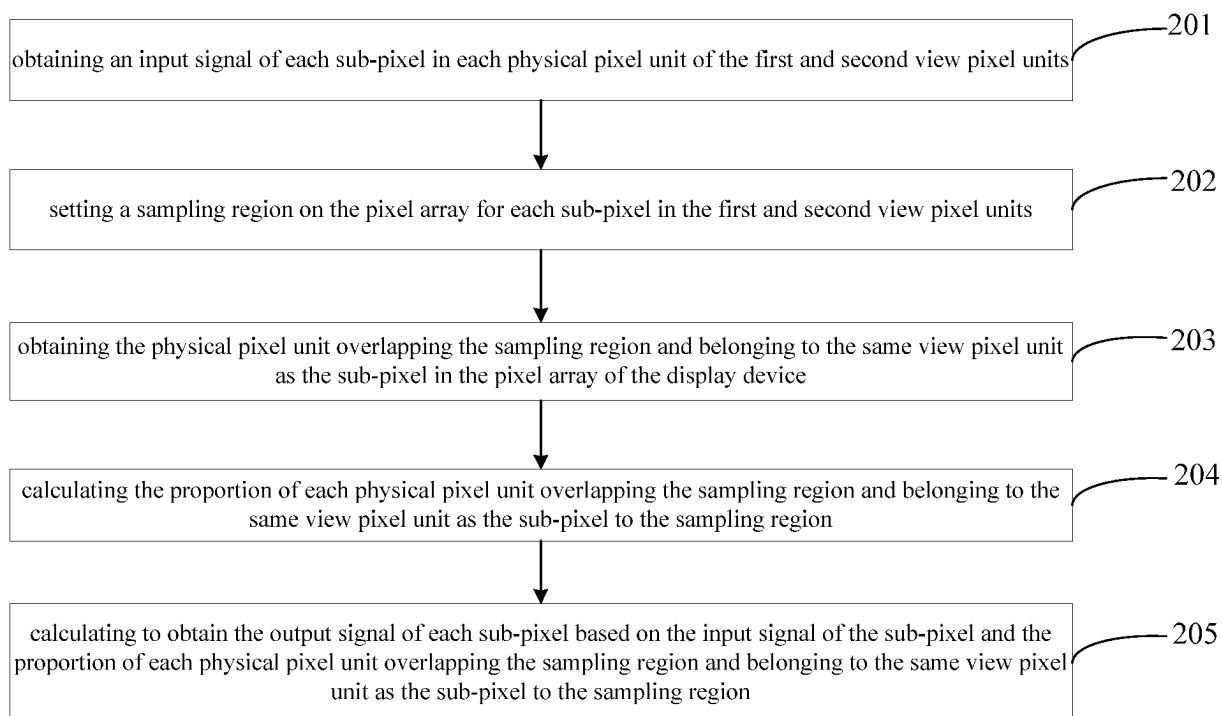 201
obtaining an input signal of each sub-pixel in each physical pixel unit of the first and second view pixel units
202
setting a sampling region on the pixel array for each sub-pixel in the first and second view pixel units
203
obtaining the physical pixel unit overlapping the sampling region and belonging to the same view pixel unit
as the sub-pixel in the pixel array of the display device
204
calculating the proportion of each physical pixel unit overlapping the sampling region and belonging to the
same view pixel unit as the sub-pixel to the sampling region
205
calculating to obtain the output signal of each sub-pixel based on the input signal of the sub-pixel and the
proportion of each physical pixel unit overlapping the sampling region and belonging to the same view pixel
unit as the sub-pixel to the sampling region